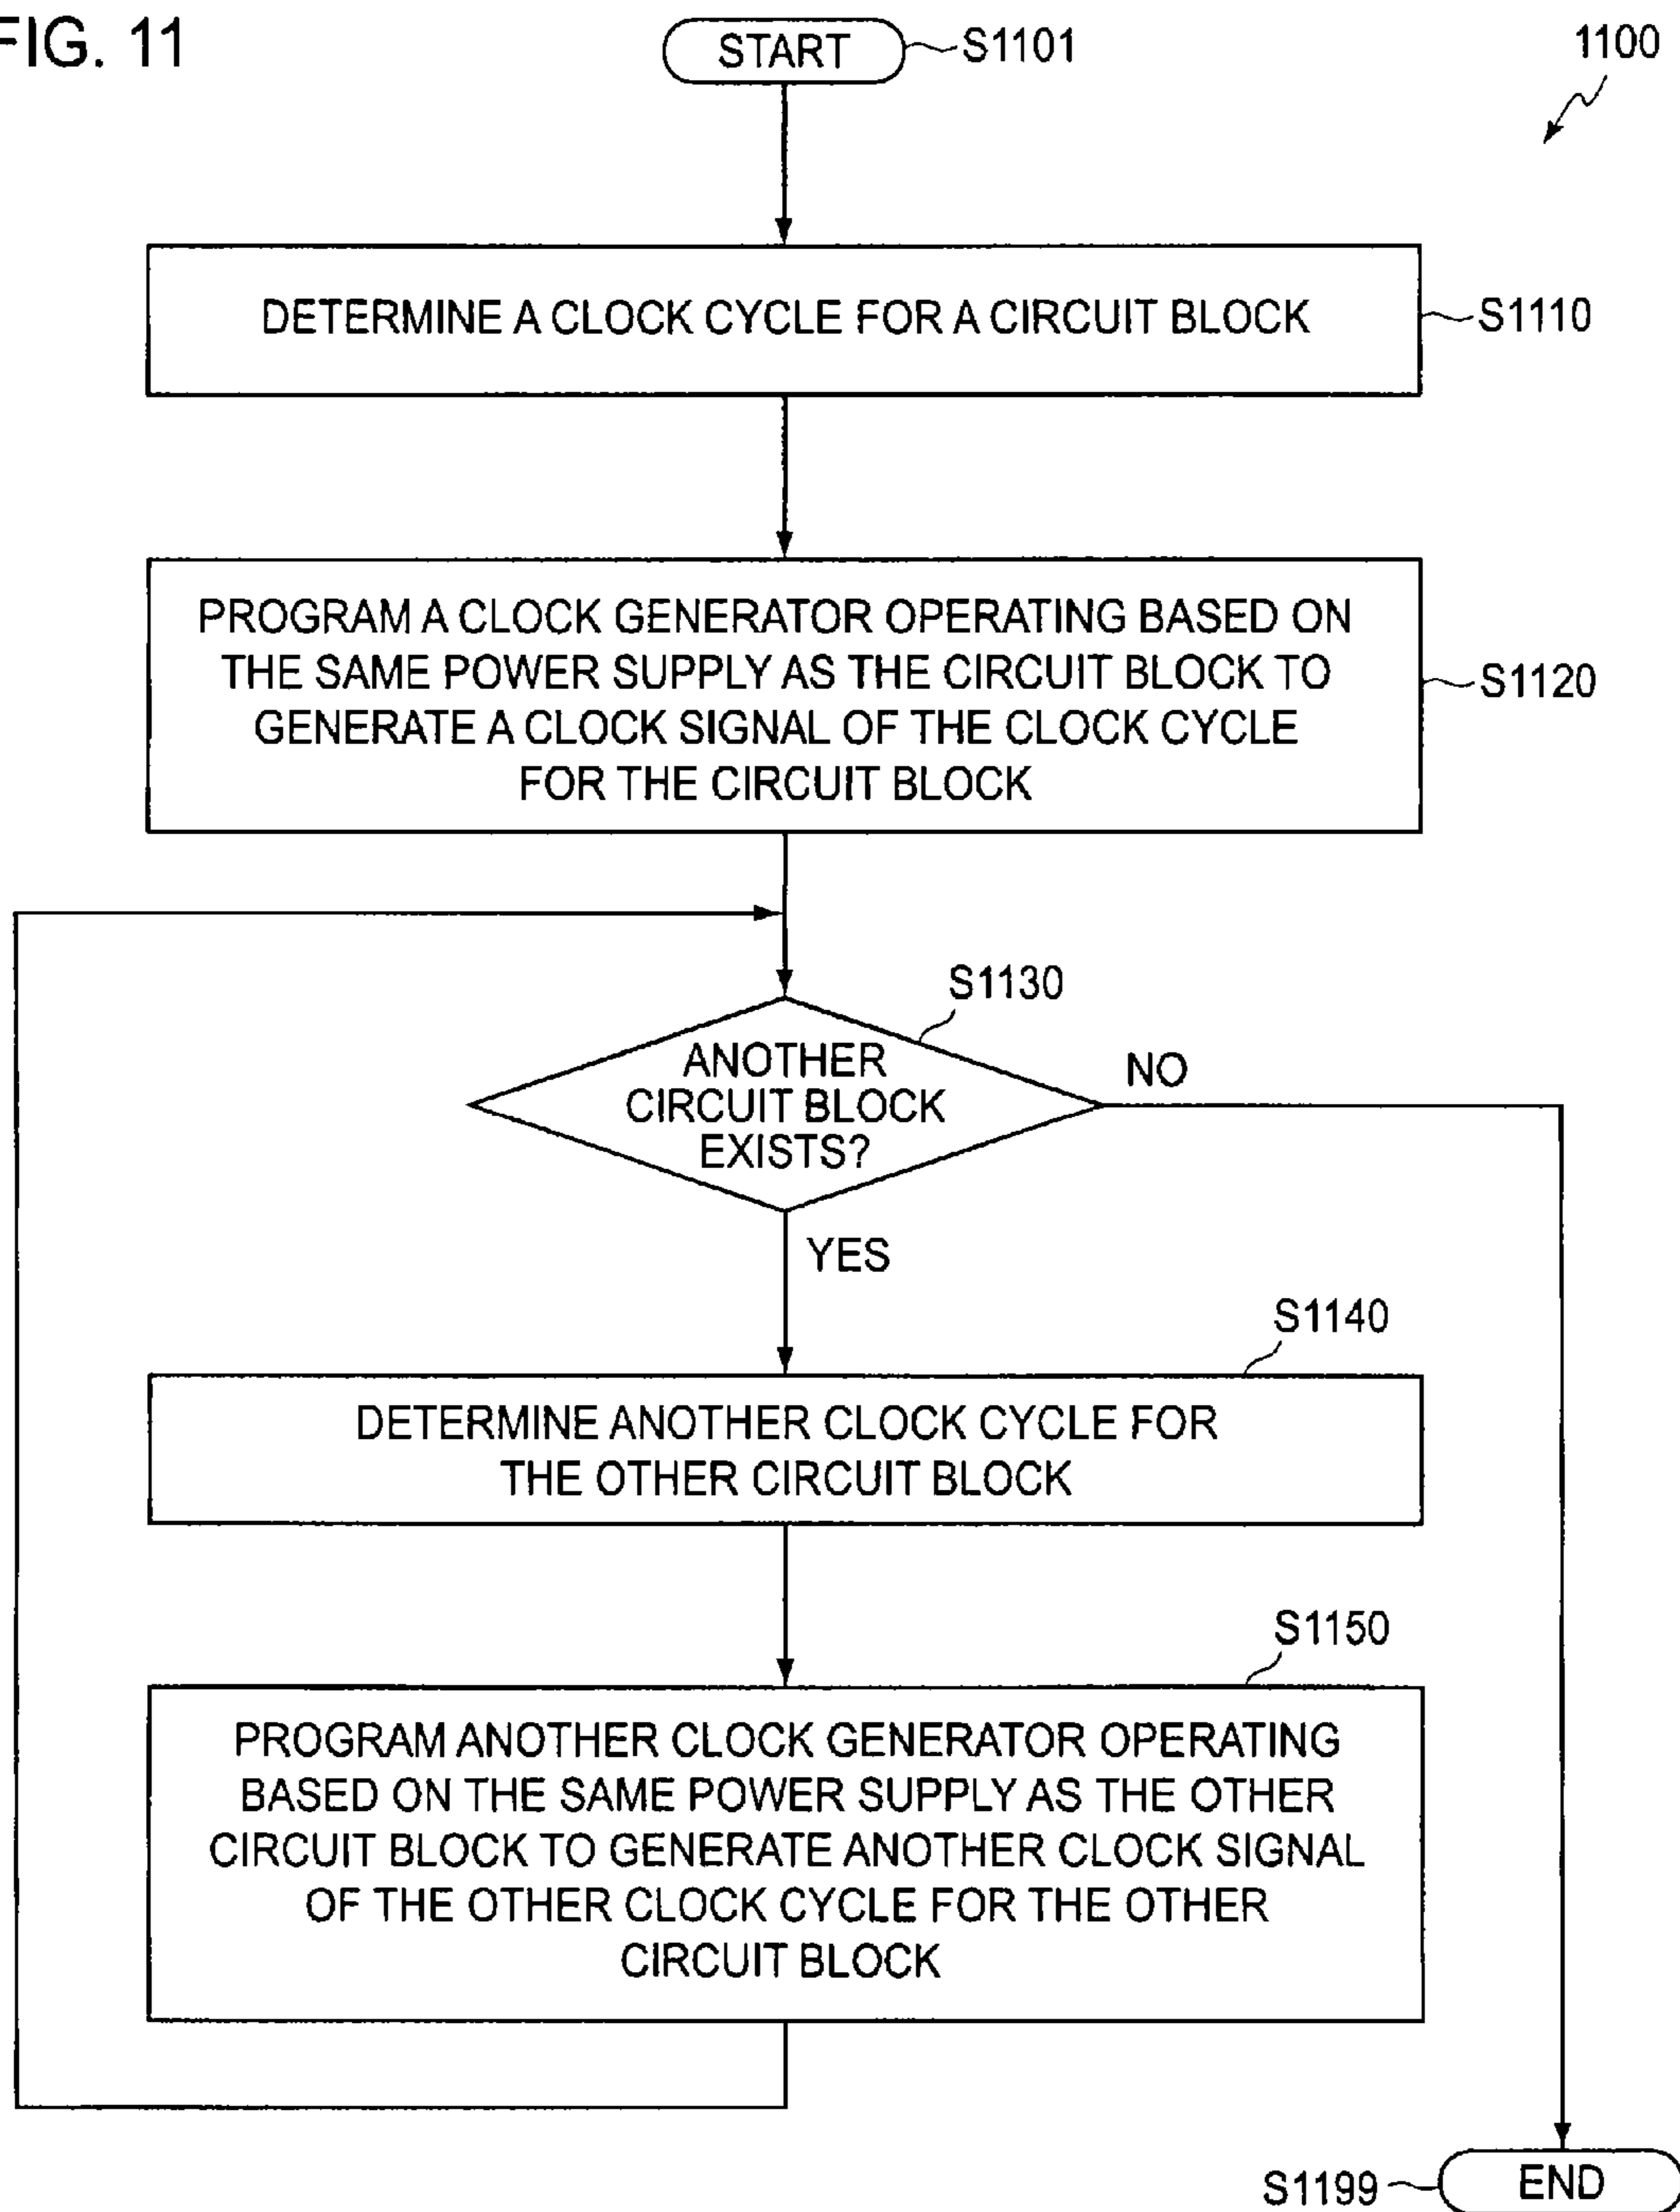 FIG. 11
START
S1101
1100
DETERMINE A CLOCK CYCLE FOR A CIRCUIT BLOCK
S1110
PROGRAM A CLOCK GENERATOR OPERATING BASED ON
THE SAME POWER SUPPLY AS THE CIRCUIT BLOCK TO
GENERATE A CLOCK SIGNAL OF THE CLOCK CYCLE
FOR THE CIRCUIT BLOCK
S1120
S1130
ANOTHER
CIRCUIT BLOCK
EXISTS?
NO
YES
S1140
DETERMINE ANOTHER CLOCK CYCLE FOR
THE OTHER CIRCUIT BLOCK
S1150
PROGRAM ANOTHER CLOCK GENERATOR OPERATING
BASED ON THE SAME POWER SUPPLY AS THE OTHER
CIRCUIT BLOCK TO GENERATE ANOTHER CLOCK SIGNAL
OF THE OTHER CLOCK CYCLE FOR THE OTHER
CIRCUIT BLOCK
S1199
END